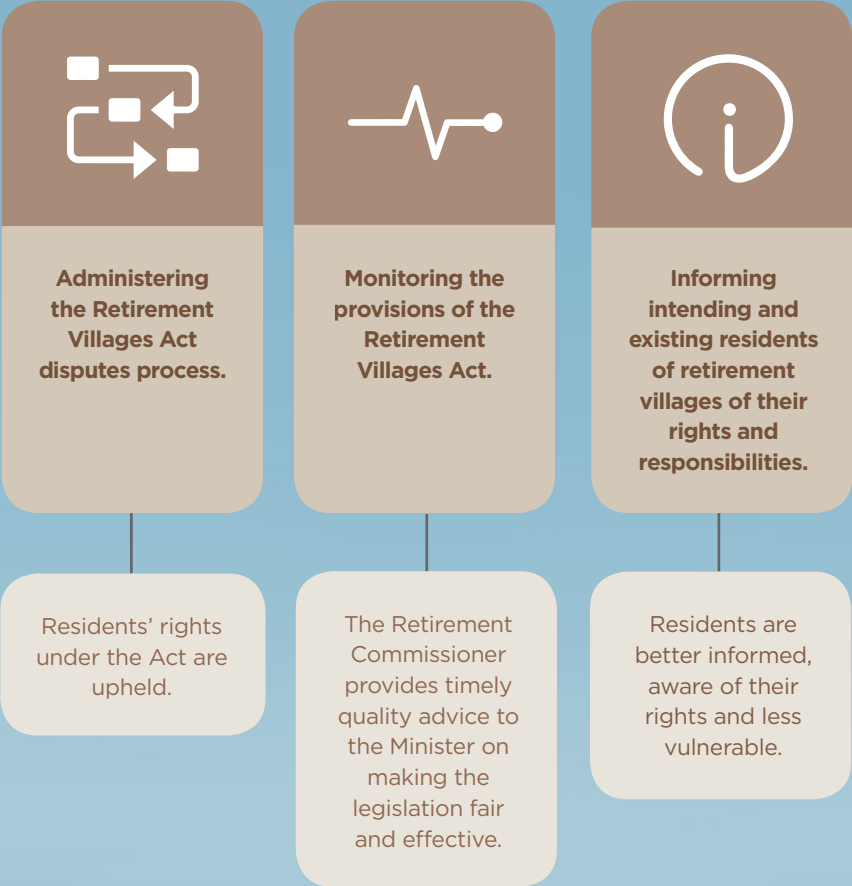 Administering
the Retirement
Villages Act
disputes process.
Monitoring the
provisions of the
Retirement
Villages Act.
Informing
intending and
existing residents
of retirement
villages of their
rights and
responsibilities.
Residents’ rights
under the Act are
upheld.
The Retirement
Commissioner
provides timely
quality advice to
the Minister on
making the
legislation fair
and effective.
Residents are
better informed,
aware of their
rights and less
vulnerable.